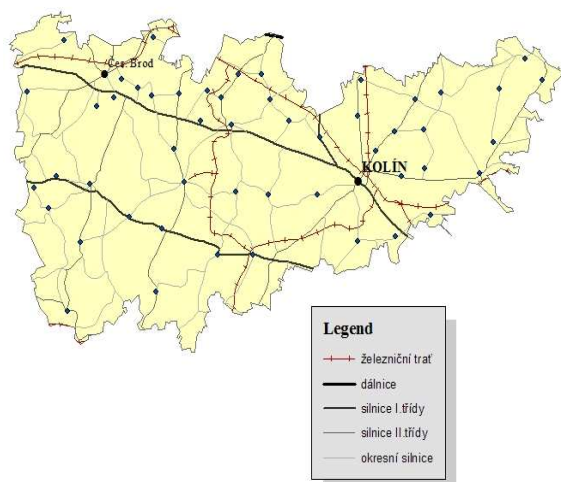 Čes. Brod
KOLÍN
Legend
železniční trať
dálnice
silnice I.třídy
silnice II.třídy
okresní silnice